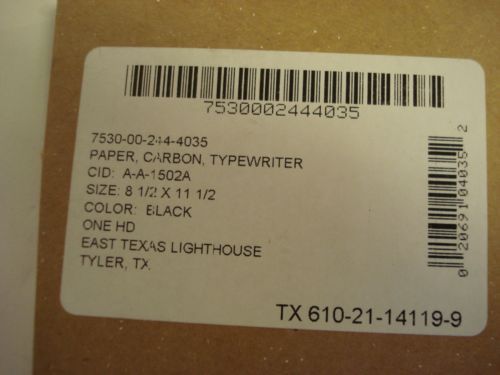 7530002444035
7530-00-244-4035
PAPER, CARBON, TYPEWRITER
CID: A-A-1502A
SIZE: 8 1/2 X 11 1/2
COLOR: BLACK
ONE HD
EAST TEXAS LIGHTHOUSE
TYLER, TX
0 20691 04035 2
TX 610-21-14119-9